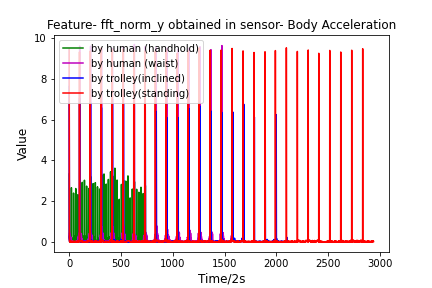 Feature- fft_norm_y obtained in sensor- Body Acceleration
by human (handhold)
by human (waist)
by trolley(inclined)
by trolley(standing)
Value
10
8
6
4
2
0
0 500 1000 1500 2000 2500 3000
Time/2s